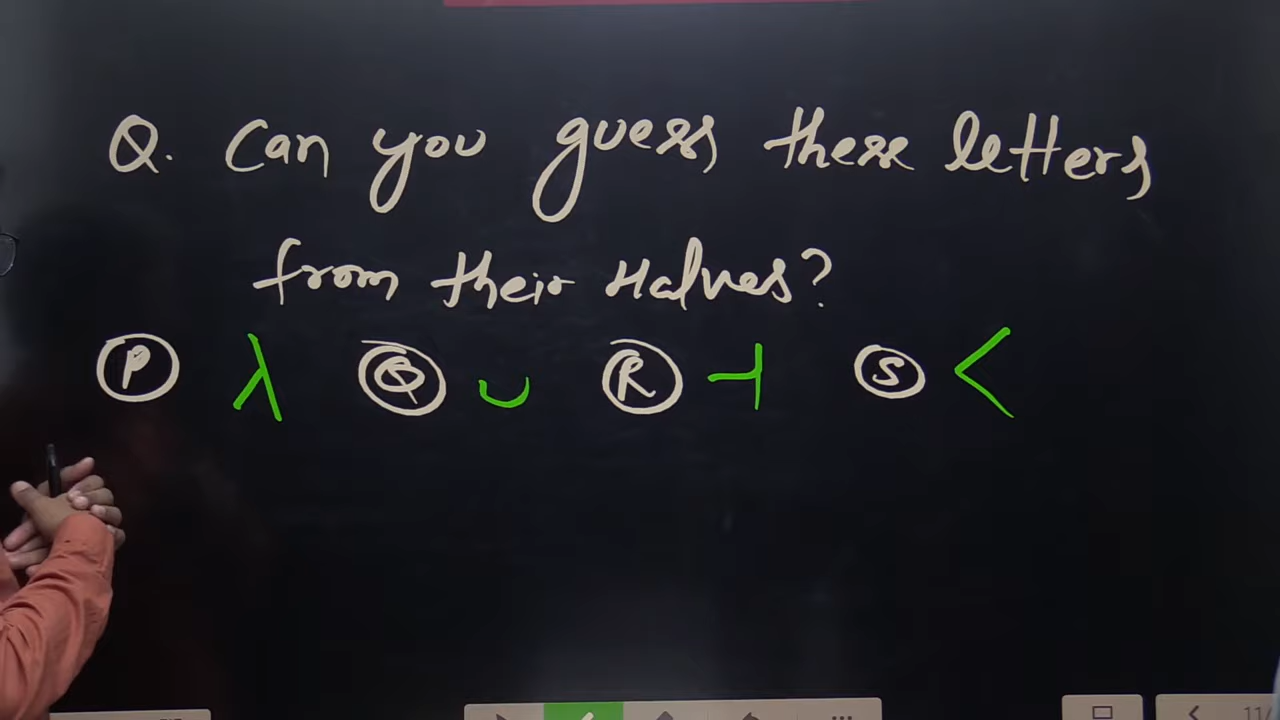 Q. Can you guess these letters
from their Halves?
P λ Q ∪ R ⊣ S <